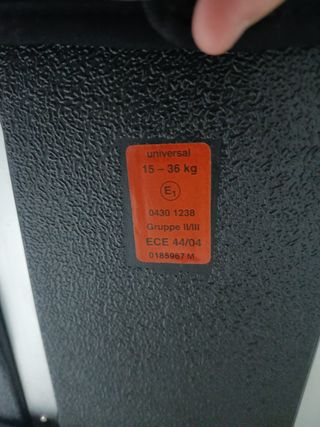 universal
15 – 36 kg
E1
0430 1238
Gruppe II/III
ECE 44/04
0185967 M